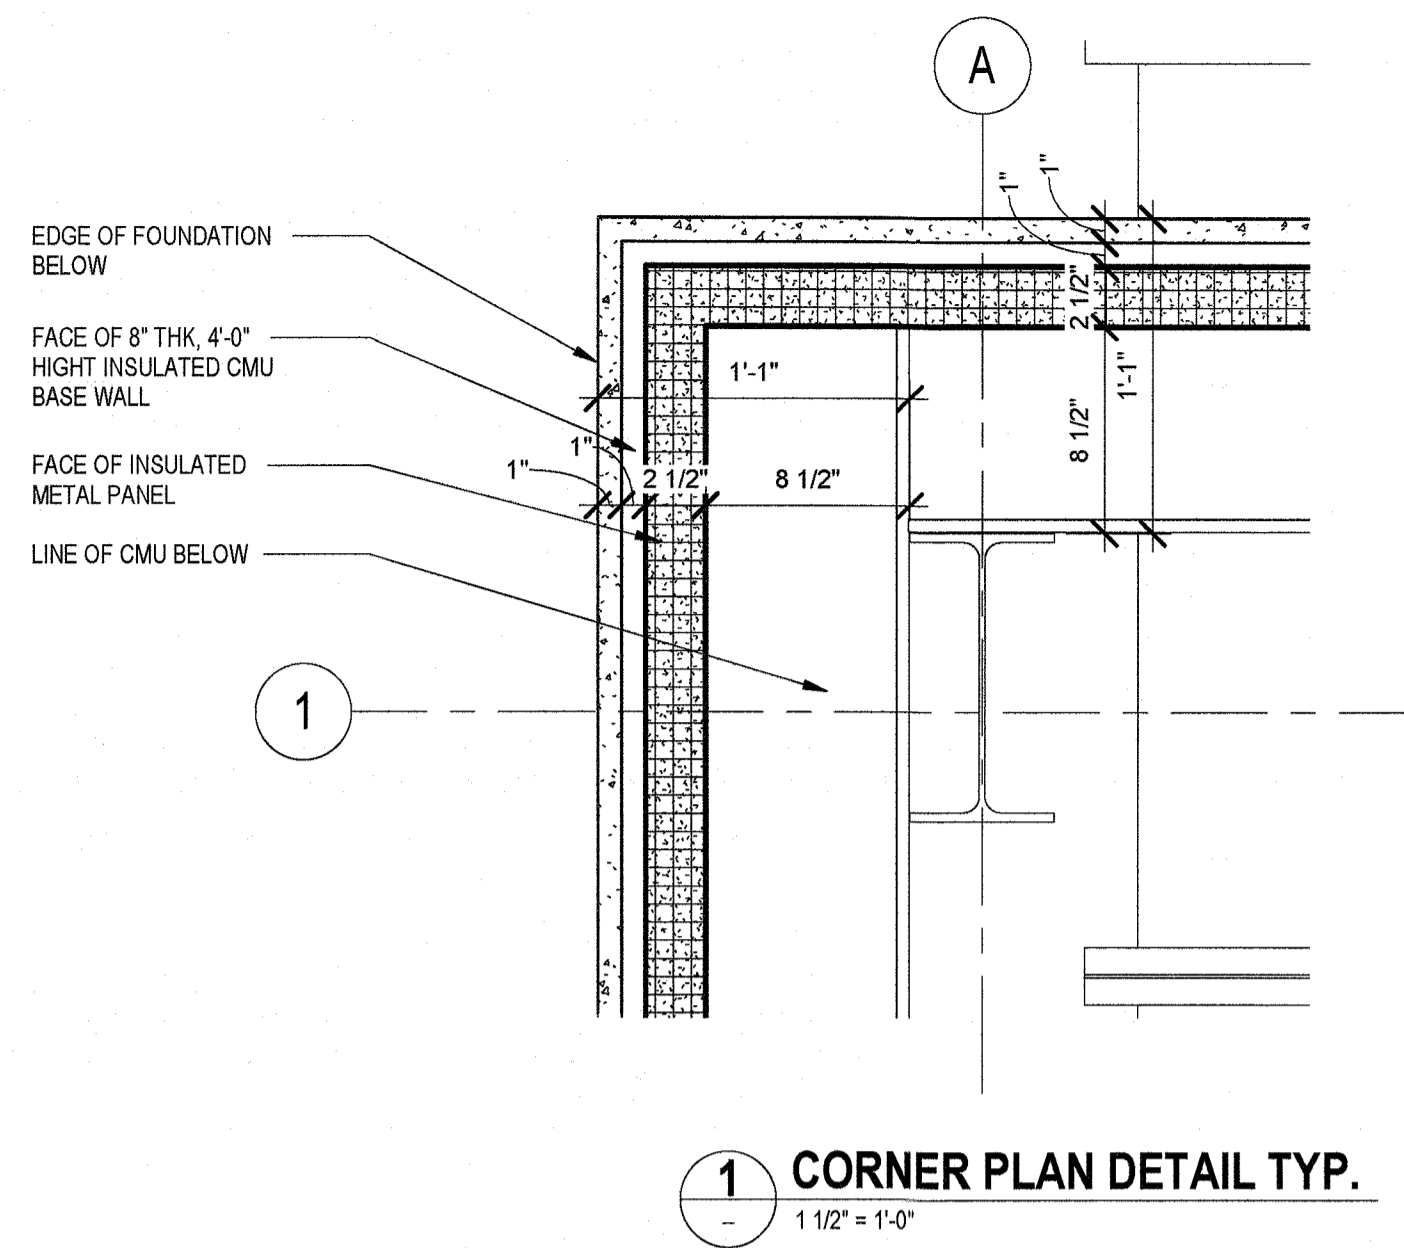 A
1"
1"
EDGE OF FOUNDATION
BELOW
2 1/2"
FACE OF 8" THK, 4'-0"
HIGHT INSULATED CMU
BASE WALL
1'-1"
1'-1"
8 1/2"
FACE OF INSULATED
METAL PANEL
1"
1"
2 1/2"
8 1/2"
LINE OF CMU BELOW
1
1
-
CORNER PLAN DETAIL TYP.
1 1/2" = 1'-0"